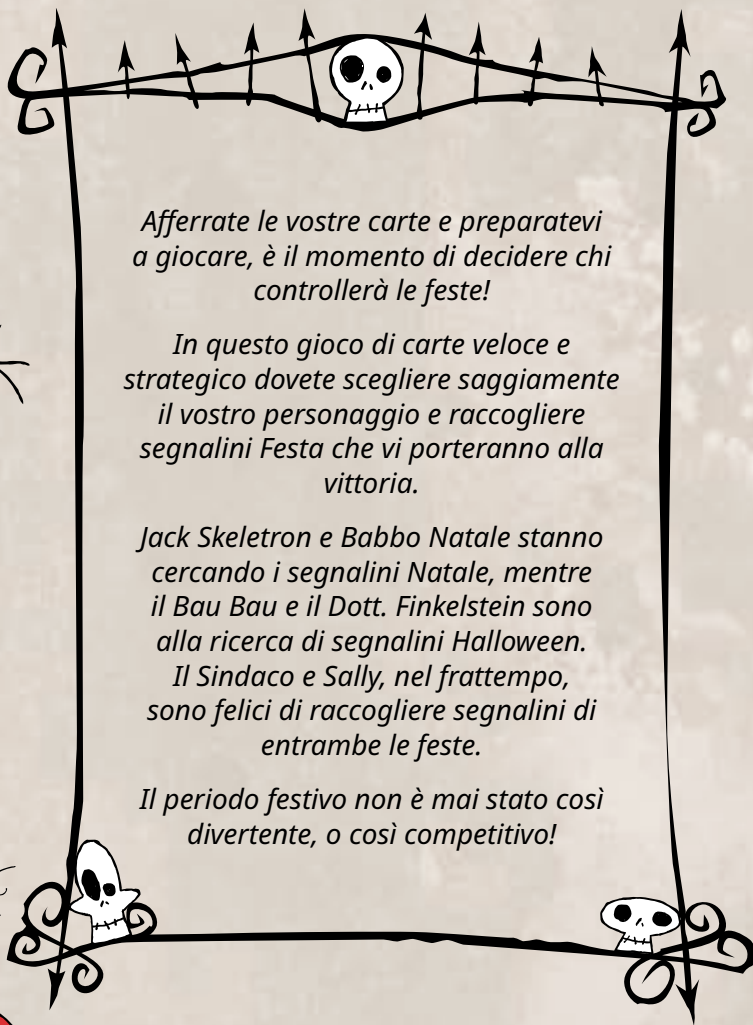 Afferrate le vostre carte e preparatevi
a giocare, è il momento di decidere chi
controllerà le feste!
In questo gioco di carte veloce e
strategico dovete scegliere saggiamente
il vostro personaggio e raccogliere
segnalini Festa che vi porteranno alla
vittoria.
Jack Skeletron e Babbo Natale stanno
cercando i segnalini Natale, mentre
il Bau Bau e il Dott. Finkelstein sono
alla ricerca di segnalini Halloween.
Il Sindaco e Sally, nel frattempo,
sono felici di raccogliere segnalini di
entrambe le feste.
Il periodo festivo non è mai stato così
divertente, o così competitivo!